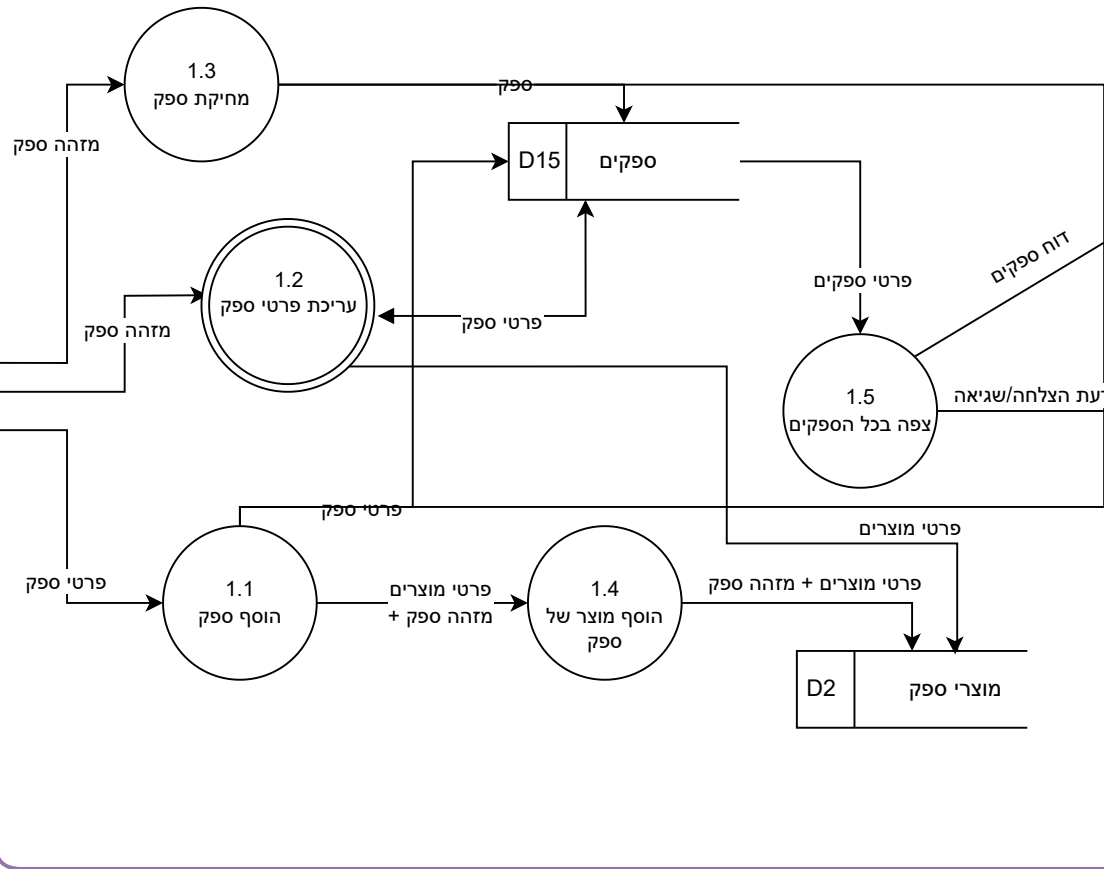 1.3
מחיקת ספק
ספק
מזהה ספק
D15
ספקים
1.2
עריכת פרטי ספק
מזהה ספק
פרטי ספק
פרטי ספקים
דוח ספקים
1.5
צפה בכל הספקים
דעת הצלחה/שגיאה
פרטי ספק
פרטי מוצרים
פרטי ספק
1.1
הוסף ספק
פרטי מוצרים
+ מזהה ספק
1.4
הוסף מוצר של
ספק
פרטי מוצרים + מזהה ספק
D2
מוצרי ספק